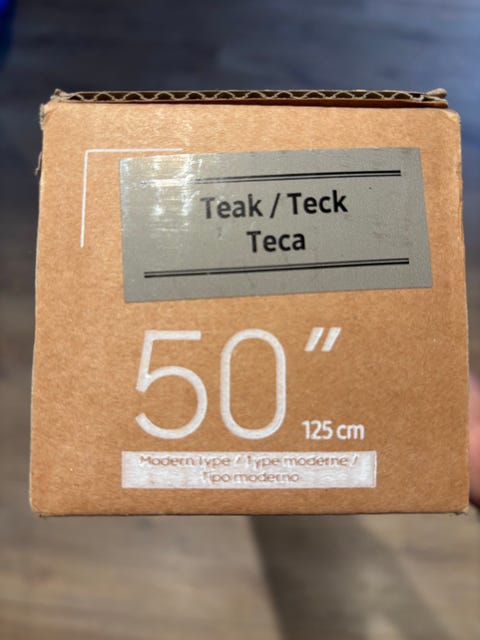 Teak / Teck
Teca
50”
125 cm
Modern Type / Type moderne /
Tipo moderno